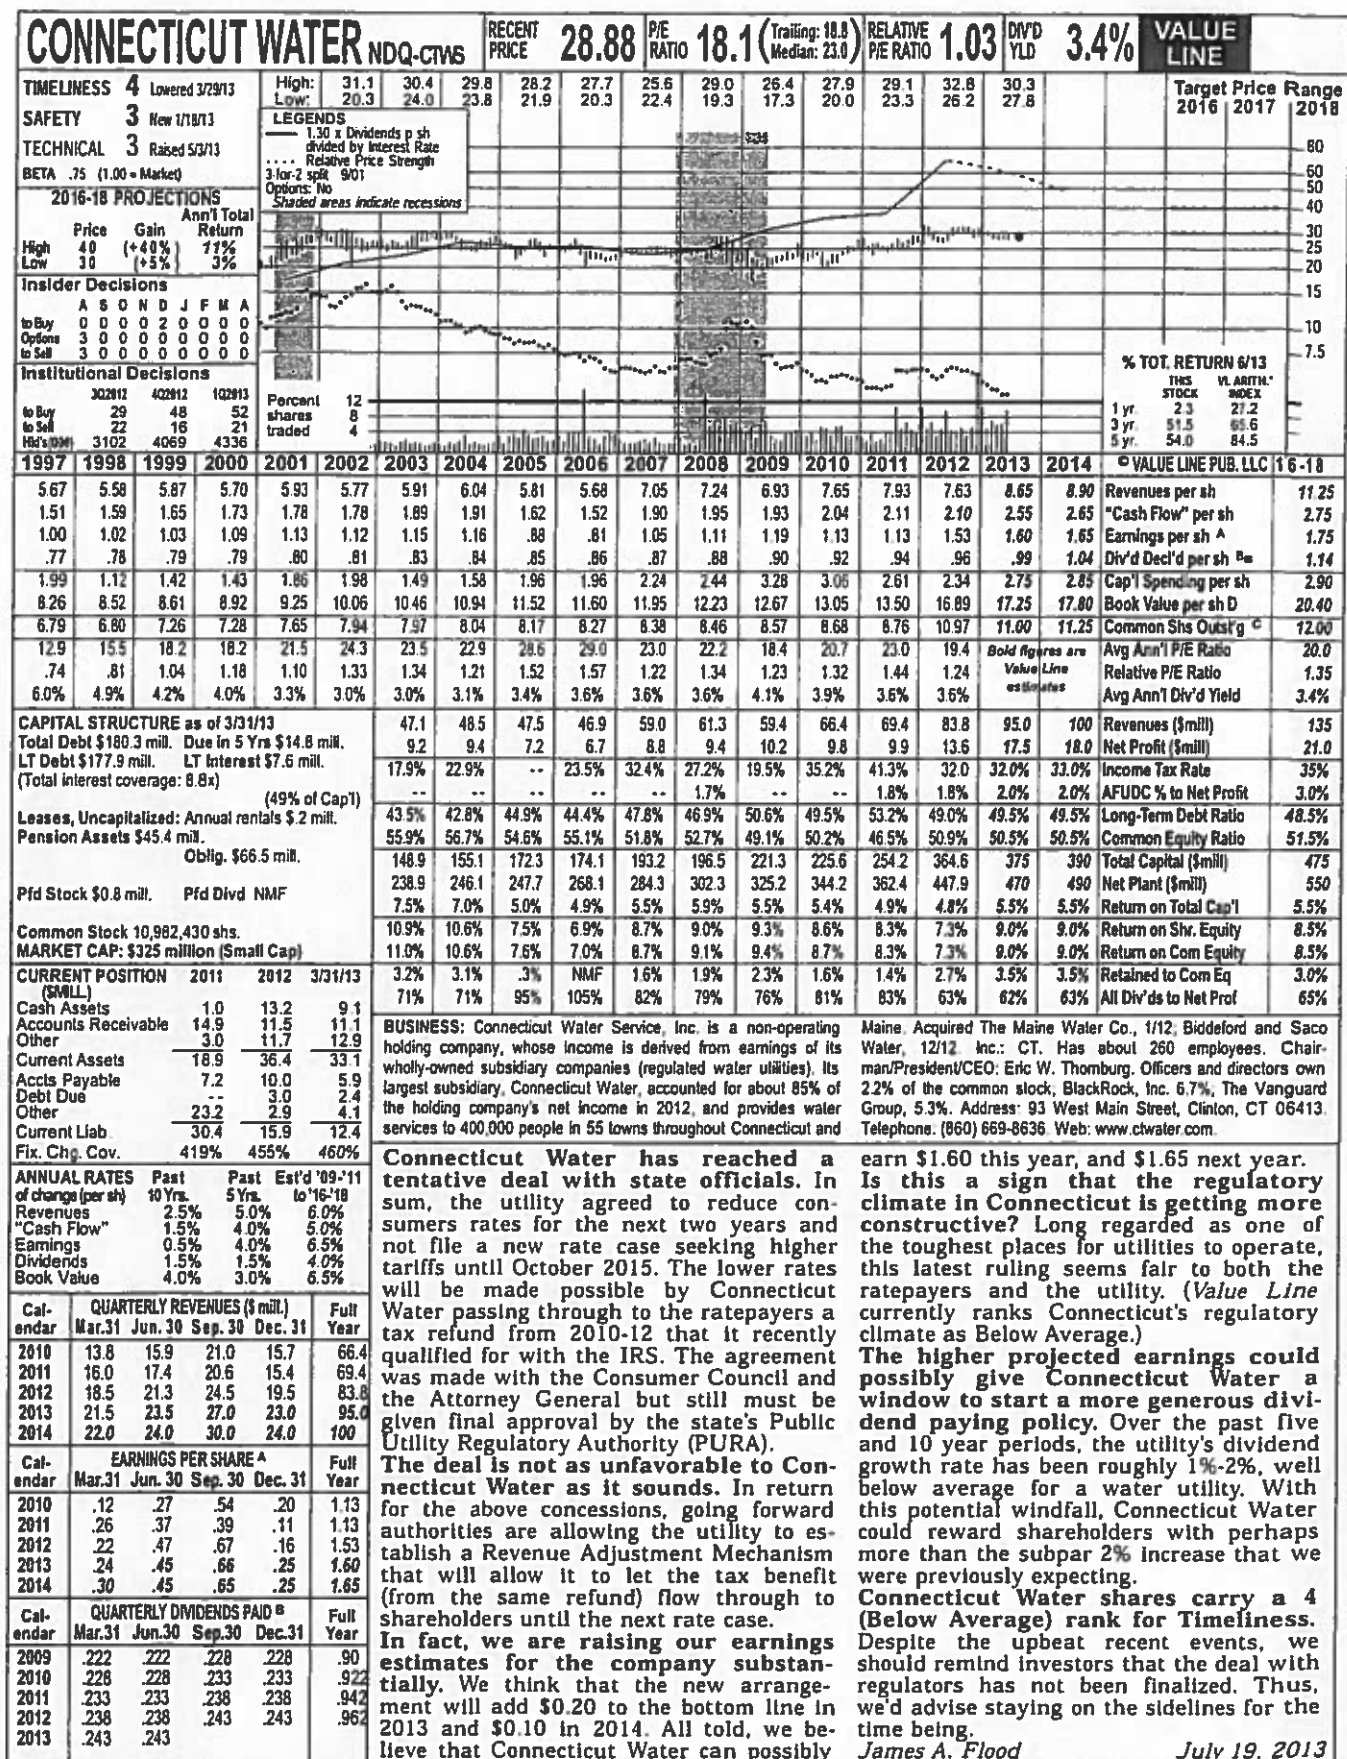 CONNECTICUT WATER NDQ-CTWS
RECENT PRICE 28.88
P/E RATIO 18.1 (Trailing: 18.8 Median: 23.0)
RELATIVE P/E RATIO 1.03
DIV'D YLD 3.4%
VALUE LINE
TIMELINESS 4 Lowered 3/29/13
SAFETY 3 New 1/18/13
TECHNICAL 3 Raised 5/3/13
BETA .75 (1.00 = Market)
High: 31.1 30.4 29.8 28.2 27.7 25.6 29.0 26.4 27.9 29.1 32.8 30.3
Low: 20.3 24.0 23.8 21.9 20.3 22.4 19.3 17.3 20.0 23.3 26.2 27.8
Target Price Range
2016 2017 2018
LEGENDS
1.30 x Dividends p sh
divided by Interest Rate
Relative Price Strength
3-for-2 split 9/01
Options: No
Shaded areas indicate recessions
80
60
50
40
30
25
20
15
10
7.5
2016-18 PROJECTIONS
Ann'l Total
Price Gain Return
High 40 (+40%) 11%
Low 30 (+5%) 3%
Insider Decisions
A S O N D J F M A
to Buy 0 0 0 0 2 0 0 0 0
Options 3 0 0 0 0 0 0 0 0
to Sell 3 0 0 0 0 0 0 0 0
Institutional Decisions
3Q2012 4Q2012 1Q2013
to Buy 29 48 52
to Sell 22 16 21
Hld's(000) 3102 4069 4336
Percent 12
shares 8
traded 4
% TOT. RETURN 6/13
THIS VL ARITH.*
STOCK INDEX
1 yr. 2.3 27.2
3 yr. 51.5 65.6
5 yr. 54.0 84.5
1997 1998 1999 2000 2001 2002 2003 2004 2005 2006 2007 2008 2009 2010 2011 2012 2013 2014 © VALUE LINE PUB. LLC 16-18
5.67 5.58 5.87 5.70 5.93 5.77 5.91 6.04 5.81 5.68 7.05 7.24 6.93 7.65 7.93 7.63 8.65 8.90 Revenues per sh 11.25
1.51 1.59 1.65 1.73 1.78 1.78 1.89 1.91 1.62 1.52 1.90 1.95 1.93 2.04 2.11 2.10 2.55 2.65 "Cash Flow" per sh 2.75
1.00 1.02 1.03 1.09 1.13 1.12 1.15 1.16 .88 .81 1.05 1.11 1.19 1.13 1.13 1.53 1.60 1.65 Earnings per sh A 1.75
.77 .78 .79 .79 .80 .81 .83 .84 .85 .86 .87 .88 .90 .92 .94 .96 .99 1.04 Div'd Decl'd per sh B■ 1.14
1.99 1.12 1.42 1.43 1.86 1.98 1.49 1.58 1.96 1.96 2.24 2.44 3.28 3.06 2.61 2.34 2.75 2.85 Cap'l Spending per sh 2.90
8.26 8.52 8.61 8.92 9.25 10.06 10.46 10.94 11.52 11.60 11.95 12.23 12.67 13.05 13.50 16.89 17.25 17.80 Book Value per sh D 20.40
6.79 6.80 7.26 7.28 7.65 7.94 7.97 8.04 8.17 8.27 8.38 8.46 8.57 8.68 8.76 10.97 11.00 11.25 Common Shs Outst'g C 12.00
12.9 15.5 18.2 18.2 21.5 24.3 23.5 22.9 28.6 29.0 23.0 22.2 18.4 20.7 23.0 19.4 Bold figures are Avg Ann'l P/E Ratio 20.0
.74 .81 1.04 1.18 1.10 1.33 1.34 1.21 1.52 1.57 1.22 1.34 1.23 1.32 1.44 1.24 Value Line Relative P/E Ratio 1.35
6.0% 4.9% 4.2% 4.0% 3.3% 3.0% 3.0% 3.1% 3.4% 3.6% 3.6% 3.6% 4.1% 3.9% 3.6% 3.6% estimates Avg Ann'l Div'd Yield 3.4%
CAPITAL STRUCTURE as of 3/31/13
Total Debt $180.3 mill. Due in 5 Yrs $14.8 mill.
LT Debt $177.9 mill. LT Interest $7.6 mill.
(Total interest coverage: 8.8x)
(49% of Cap'l)
Leases, Uncapitalized: Annual rentals $.2 mill.
Pension Assets $45.4 mill.
Oblig. $66.5 mill.
Pfd Stock $0.8 mill. Pfd Divd NMF
Common Stock 10,982,430 shs.
MARKET CAP: $325 million (Small Cap)
47.1 48.5 47.5 46.9 59.0 61.3 59.4 66.4 69.4 83.8 95.0 100 Revenues ($mill) 135
9.2 9.4 7.2 6.7 8.8 9.4 10.2 9.8 9.9 13.6 17.5 18.0 Net Profit ($mill) 21.0
17.9% 22.9% -- 23.5% 32.4% 27.2% 19.5% 35.2% 41.3% 32.0 32.0% 33.0% Income Tax Rate 35%
-- -- -- -- -- 1.7% -- -- 1.8% 1.8% 2.0% 2.0% AFUDC % to Net Profit 3.0%
43.5% 42.8% 44.9% 44.4% 47.8% 46.9% 50.6% 49.5% 53.2% 49.0% 49.5% 49.5% Long-Term Debt Ratio 48.5%
55.9% 56.7% 54.6% 55.1% 51.8% 52.7% 49.1% 50.2% 46.5% 50.9% 50.5% 50.5% Common Equity Ratio 51.5%
148.9 155.1 172.3 174.1 193.2 196.5 221.3 225.6 254.2 364.6 375 390 Total Capital ($mill) 475
238.9 246.1 247.7 268.1 284.3 302.3 325.2 344.2 362.4 447.9 470 490 Net Plant ($mill) 550
7.5% 7.0% 5.0% 4.9% 5.5% 5.9% 5.5% 5.4% 4.9% 4.8% 5.5% 5.5% Return on Total Cap'l 5.5%
10.9% 10.6% 7.5% 6.9% 8.7% 9.0% 9.3% 8.6% 8.3% 7.3% 9.0% 9.0% Return on Shr. Equity 8.5%
11.0% 10.6% 7.6% 7.0% 8.7% 9.1% 9.4% 8.7% 8.3% 7.3% 9.0% 9.0% Return on Com Equity 8.5%
3.2% 3.1% .3% NMF 1.6% 1.9% 2.3% 1.6% 1.4% 2.7% 3.5% 3.5% Retained to Com Eq 3.0%
71% 71% 95% 105% 82% 79% 76% 81% 83% 63% 62% 63% All Div'ds to Net Prof 65%
CURRENT POSITION 2011 2012 3/31/13
($MILL.)
Cash Assets 1.0 13.2 9.1
Accounts Receivable 14.9 11.5 11.1
Other 3.0 11.7 12.9
Current Assets 18.9 36.4 33.1
Accts Payable 7.2 10.0 5.9
Debt Due -- 3.0 2.4
Other 23.2 2.9 4.1
Current Liab. 30.4 15.9 12.4
Fix. Chg. Cov. 419% 455% 460%
ANNUAL RATES Past Past Est'd '09-'11
of change (per sh) 10 Yrs. 5 Yrs. to '16-'18
Revenues 2.5% 5.0% 6.0%
"Cash Flow" 1.5% 4.0% 5.0%
Earnings 0.5% 4.0% 6.5%
Dividends 1.5% 1.5% 4.0%
Book Value 4.0% 3.0% 6.5%
Cal- QUARTERLY REVENUES ($ mill.) Full
endar Mar.31 Jun. 30 Sep. 30 Dec. 31 Year
2010 13.8 15.9 21.0 15.7 66.4
2011 16.0 17.4 20.6 15.4 69.4
2012 18.5 21.3 24.5 19.5 83.8
2013 21.5 23.5 27.0 23.0 95.0
2014 22.0 24.0 30.0 24.0 100
Cal- EARNINGS PER SHARE A Full
endar Mar.31 Jun. 30 Sep. 30 Dec. 31 Year
2010 .12 .27 .54 .20 1.13
2011 .26 .37 .39 .11 1.13
2012 .22 .47 .67 .16 1.53
2013 .24 .45 .66 .25 1.60
2014 .30 .45 .65 .25 1.65
Cal- QUARTERLY DIVIDENDS PAID B Full
endar Mar.31 Jun.30 Sep.30 Dec.31 Year
2009 .222 .222 .228 .228 .90
2010 .228 .228 .233 .233 .922
2011 .233 .233 .238 .238 .942
2012 .238 .238 .243 .243 .962
2013 .243 .243
BUSINESS: Connecticut Water Service, Inc. is a non-operating
holding company, whose income is derived from earnings of its
wholly-owned subsidiary companies (regulated water utilities). Its
largest subsidiary, Connecticut Water, accounted for about 85% of
the holding company's net income in 2012, and provides water
services to 400,000 people in 55 towns throughout Connecticut and
Maine. Acquired The Maine Water Co., 1/12; Biddeford and Saco
Water, 12/12. Inc.: CT. Has about 260 employees. Chair-
man/President/CEO: Eric W. Thornburg. Officers and directors own
2.2% of the common stock, BlackRock, Inc. 6.7%, The Vanguard
Group, 5.3%. Address: 93 West Main Street, Clinton, CT 06413.
Telephone: (860) 669-8636. Web: www.ctwater.com.
Connecticut Water has reached a
tentative deal with state officials. In
sum, the utility agreed to reduce con-
sumers rates for the next two years and
not file a new rate case seeking higher
tariffs until October 2015. The lower rates
will be made possible by Connecticut
Water passing through to the ratepayers a
tax refund from 2010-12 that it recently
qualified for with the IRS. The agreement
was made with the Consumer Council and
the Attorney General but still must be
given final approval by the state's Public
Utility Regulatory Authority (PURA).
The deal is not as unfavorable to Con-
necticut Water as it sounds. In return
for the above concessions, going forward
authorities are allowing the utility to es-
tablish a Revenue Adjustment Mechanism
that will allow it to let the tax benefit
(from the same refund) flow through to
shareholders until the next rate case.
In fact, we are raising our earnings
estimates for the company substan-
tially. We think that the new arrange-
ment will add $0.20 to the bottom line in
2013 and $0.10 in 2014. All told, we be-
lieve that Connecticut Water can possibly
earn $1.60 this year, and $1.65 next year.
Is this a sign that the regulatory
climate in Connecticut is getting more
constructive? Long regarded as one of
the toughest places for utilities to operate,
this latest ruling seems fair to both the
ratepayers and the utility. (Value Line
currently ranks Connecticut's regulatory
climate as Below Average.)
The higher projected earnings could
possibly give Connecticut Water a
window to start a more generous divi-
dend paying policy. Over the past five
and 10 year periods, the utility's dividend
growth rate has been roughly 1%-2%, well
below average for a water utility. With
this potential windfall, Connecticut Water
could reward shareholders with perhaps
more than the subpar 2% increase that we
were previously expecting.
Connecticut Water shares carry a 4
(Below Average) rank for Timeliness.
Despite the upbeat recent events, we
should remind investors that the deal with
regulators has not been finalized. Thus,
we'd advise staying on the sidelines for the
time being.
James A. Flood July 19, 2013